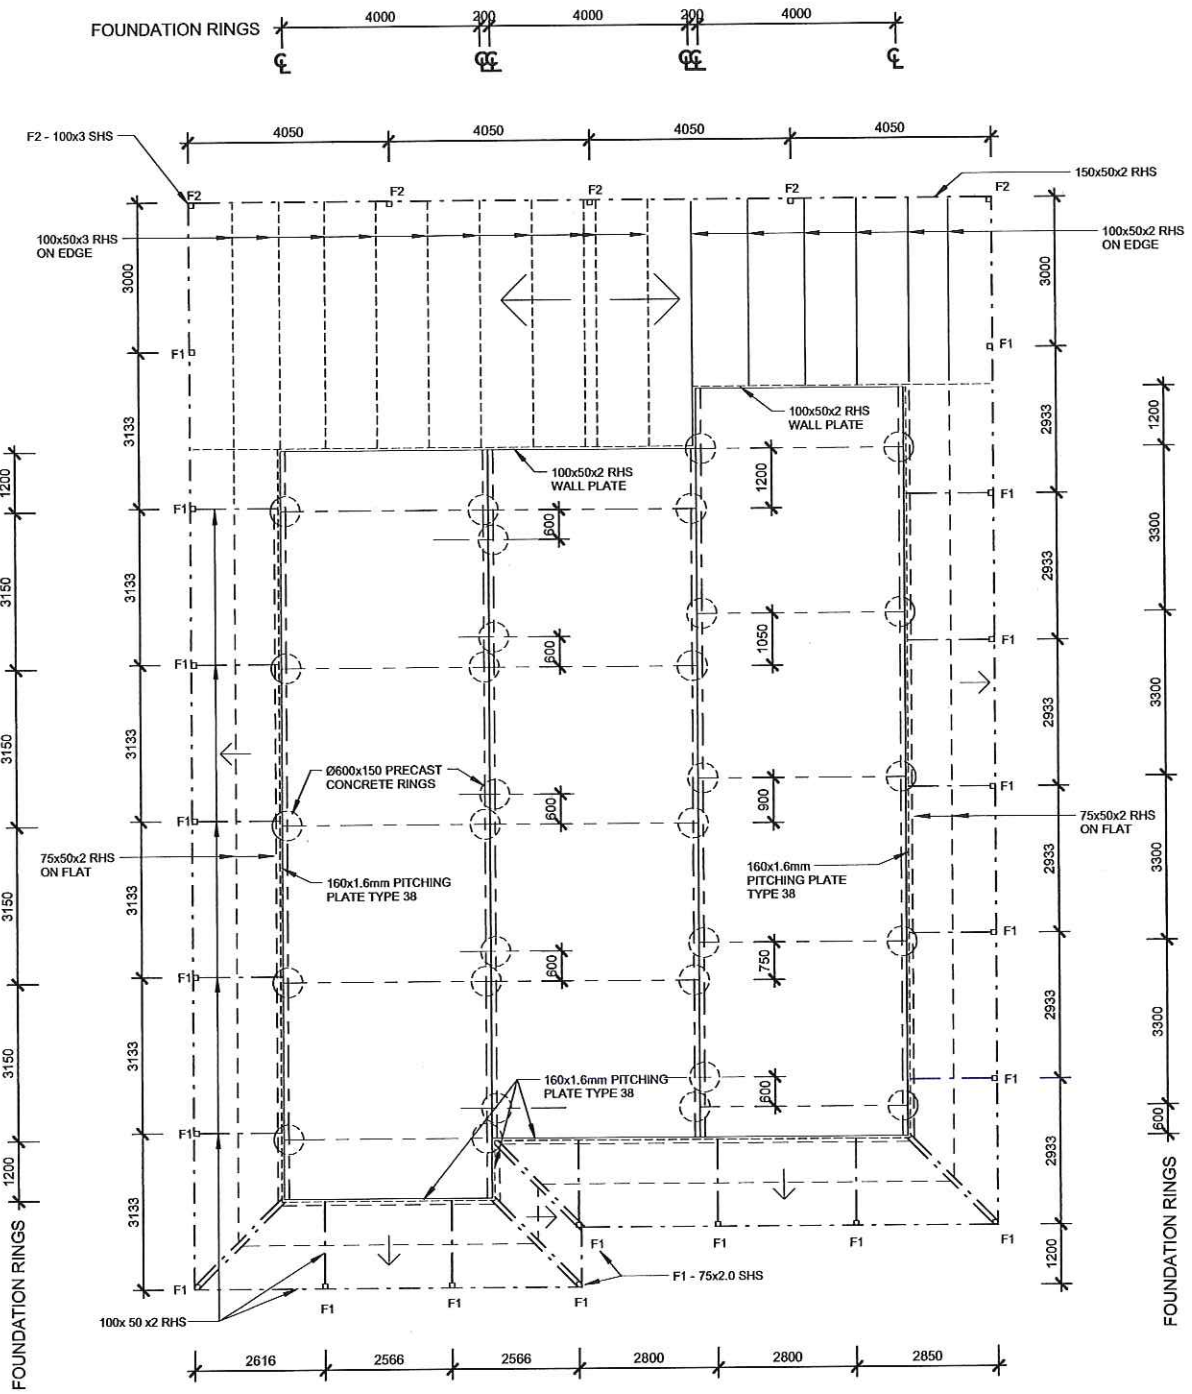 FOUNDATION RINGS
4000
200
4000
200
4000
℄
℄
℄
℄
℄
℄
4050
4050
4050
4050
F2 - 100x3 SHS
150x50x2 RHS
F2
F2
F2
F2
F2
100x50x3 RHS
ON EDGE
100x50x2 RHS
ON EDGE
3000
3000
F1
F1
100x50x2 RHS
WALL PLATE
1200
3133
2933
1200
100x50x2 RHS
WALL PLATE
1200
F1
F1
600
3300
3150
3133
2933
1050
600
F1
F1
3150
3133
2933
3300
Ø600x150 PRECAST
CONCRETE RINGS
600
900
F1
F1
75x50x2 RHS
ON FLAT
75x50x2 RHS
ON FLAT
160x1.6mm PITCHING
PLATE TYPE 38
160x1.6mm
PITCHING PLATE
TYPE 38
3150
3133
2933
3300
600
750
F1
F1
3150
3133
2933
3300
160x1.6mm PITCHING
PLATE TYPE 38
600
F1
F1
600
1200
3133
2933
F1
F1
F1
F1
1200
F1 - 75x2.0 SHS
F1
F1
F1
F1
100x 50 x2 RHS
FOUNDATION RINGS
FOUNDATION RINGS
2616
2566
2566
2800
2800
2850